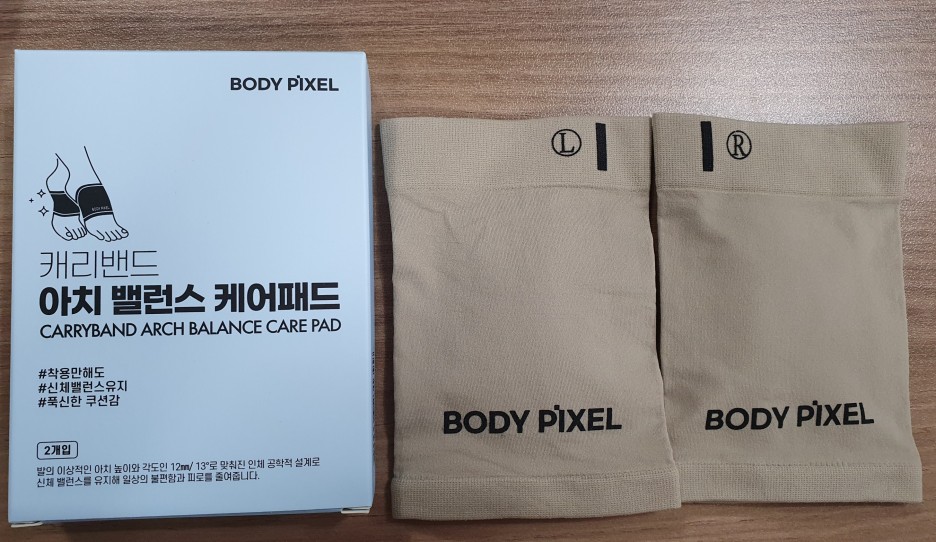 BODY PIXEL
BODY PIXEL
캐리밴드
아치 밸런스 케어패드
CARRYBAND ARCH BALANCE CARE PAD
#착용만해도
#신체밸런스유지
#푹신한 쿠션감
2개입
발의 이상적인 아치 높이와 각도인 12㎜/ 13°로 맞춰진 인체 공학적 설계로
신체 밸런스를 유지해 일상의 불편함과 피로를 줄여줍니다.
L
R
BODY PIXEL
BODY PIXEL